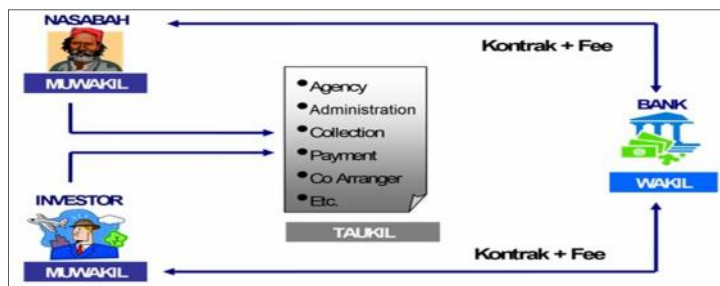 NASABAH
Kontrak + Fee
MUWAKIL
• Agency
• Administration
• Collection
• Payment
• Co Arranger
• Etc.
BANK
WAKIL
INVESTOR
TAUKIL
MUWAKIL
Kontrak + Fee